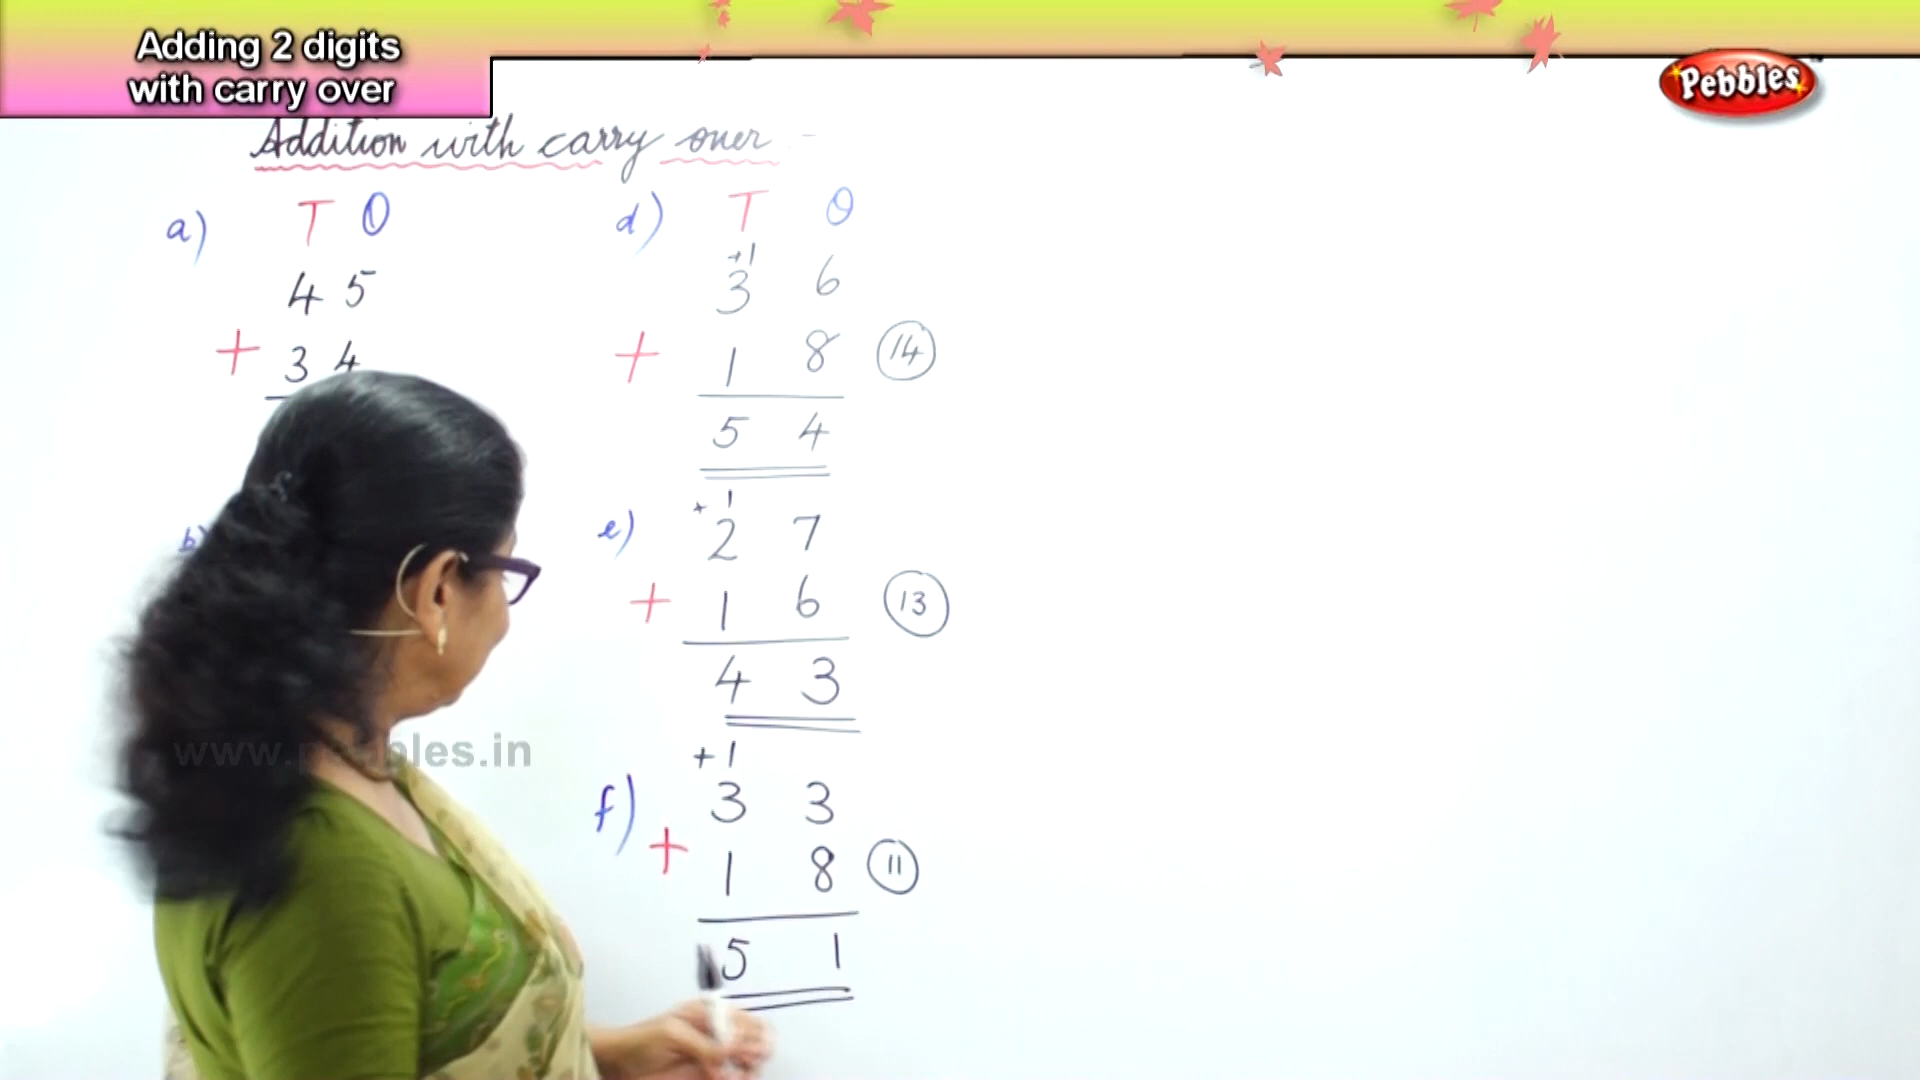 Adding 2 digits
with carry over
Pebbles
Addition with carry over
a) T O
4 5
+ 3 4
b)
d) T O
+1
3 6
+ 1 8 (14)
5 4
e) +1
2 7
+ 1 6 (13)
4 3
www.pebbles.in
f) +1
3 3
+ 1 8 (11)
5 1